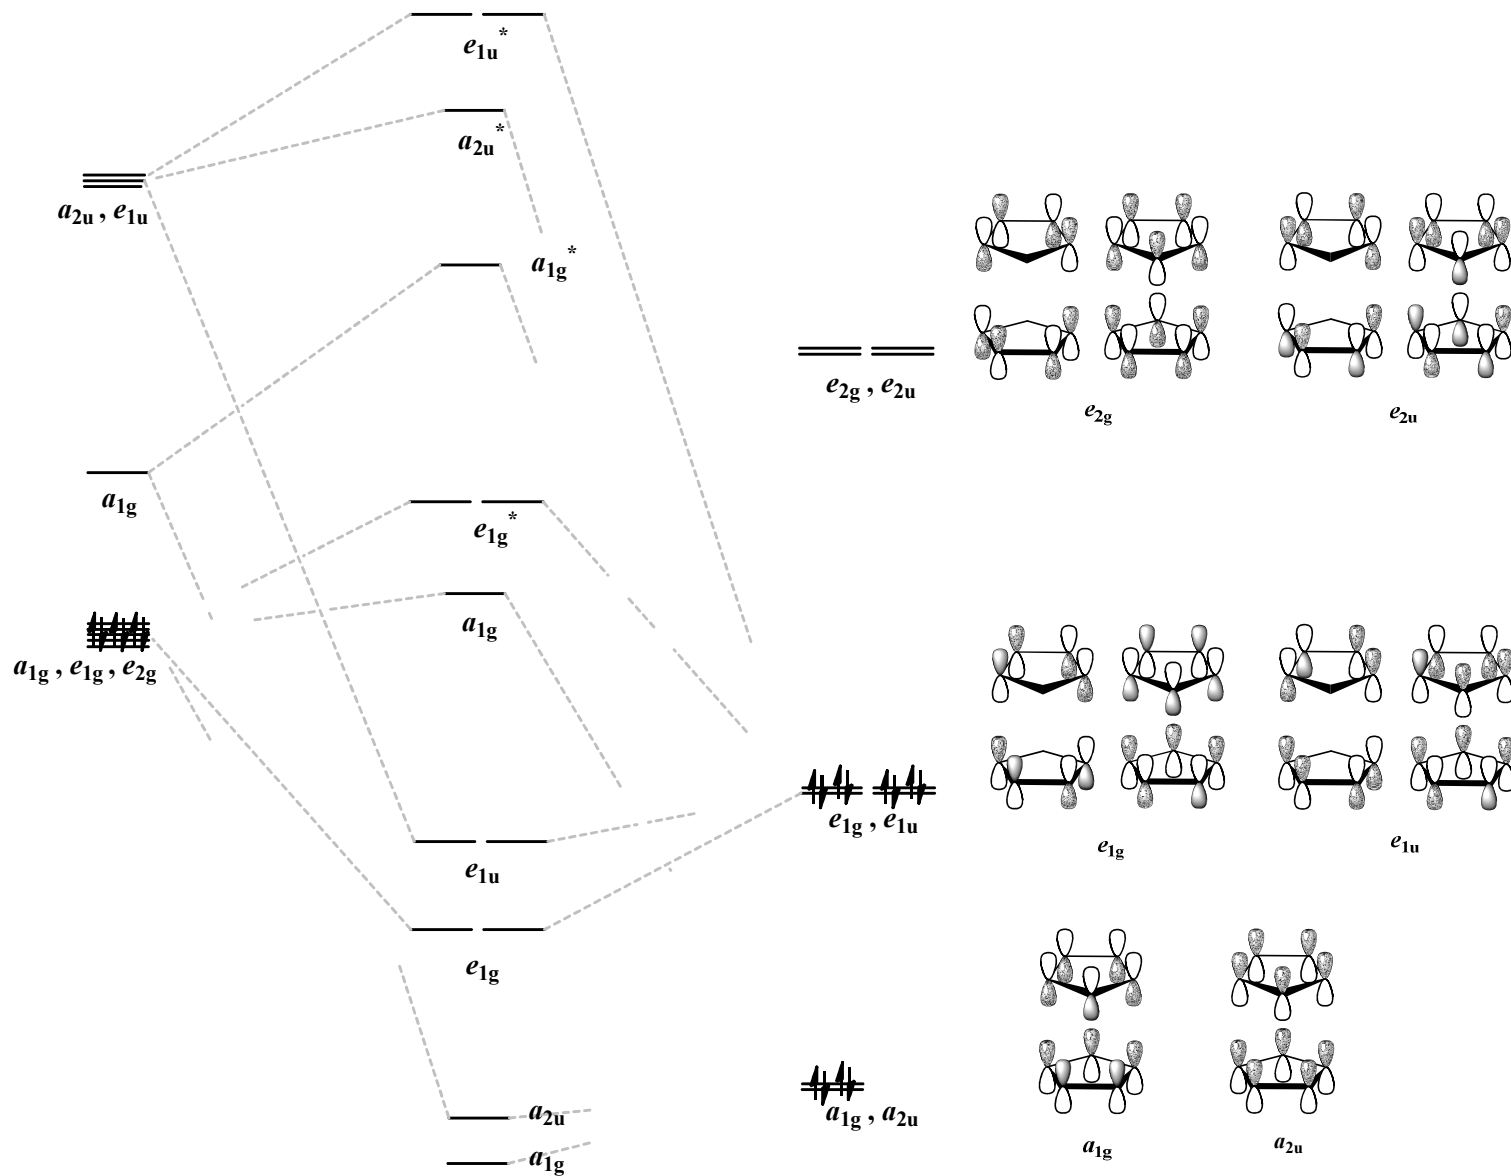 e1u*
a2u*
a2u , e1u
a1g*
e2g , e2u
e2g
e2u
a1g
e1g*
a1g
a1g , e1g , e2g
e1g , e1u
e1g
e1u
e1u
e1g
a2u
a1g , a2u
a1g
a2u
a1g